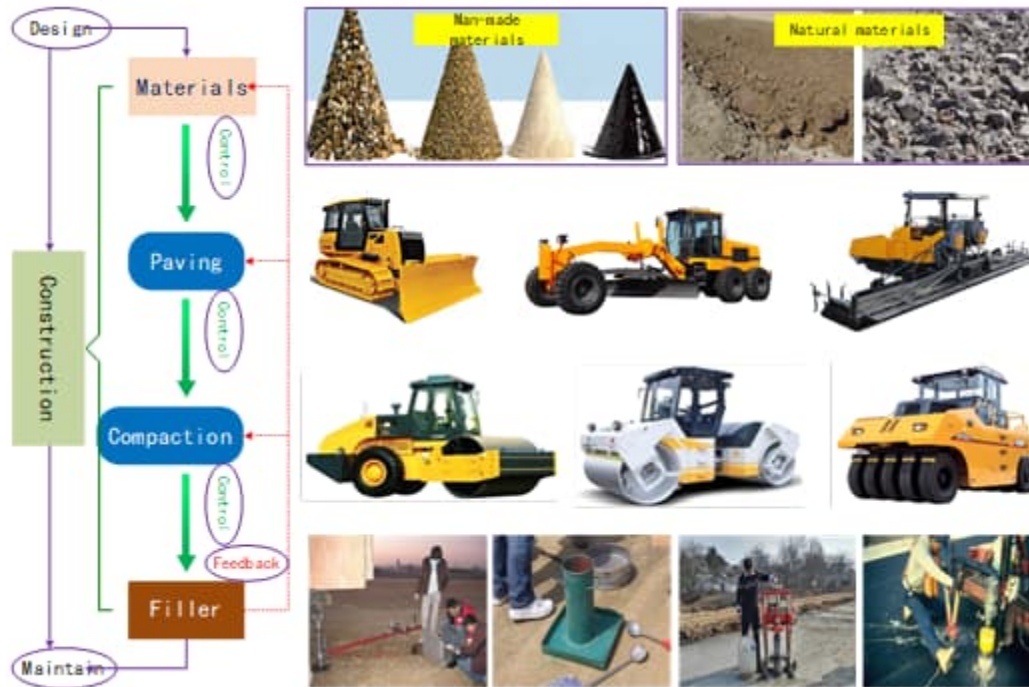 Design
Materials
Control
Paving
Control
Construction
Compaction
Control
Feedback
Filler
Maintain
Man-made
materials
Natural materials